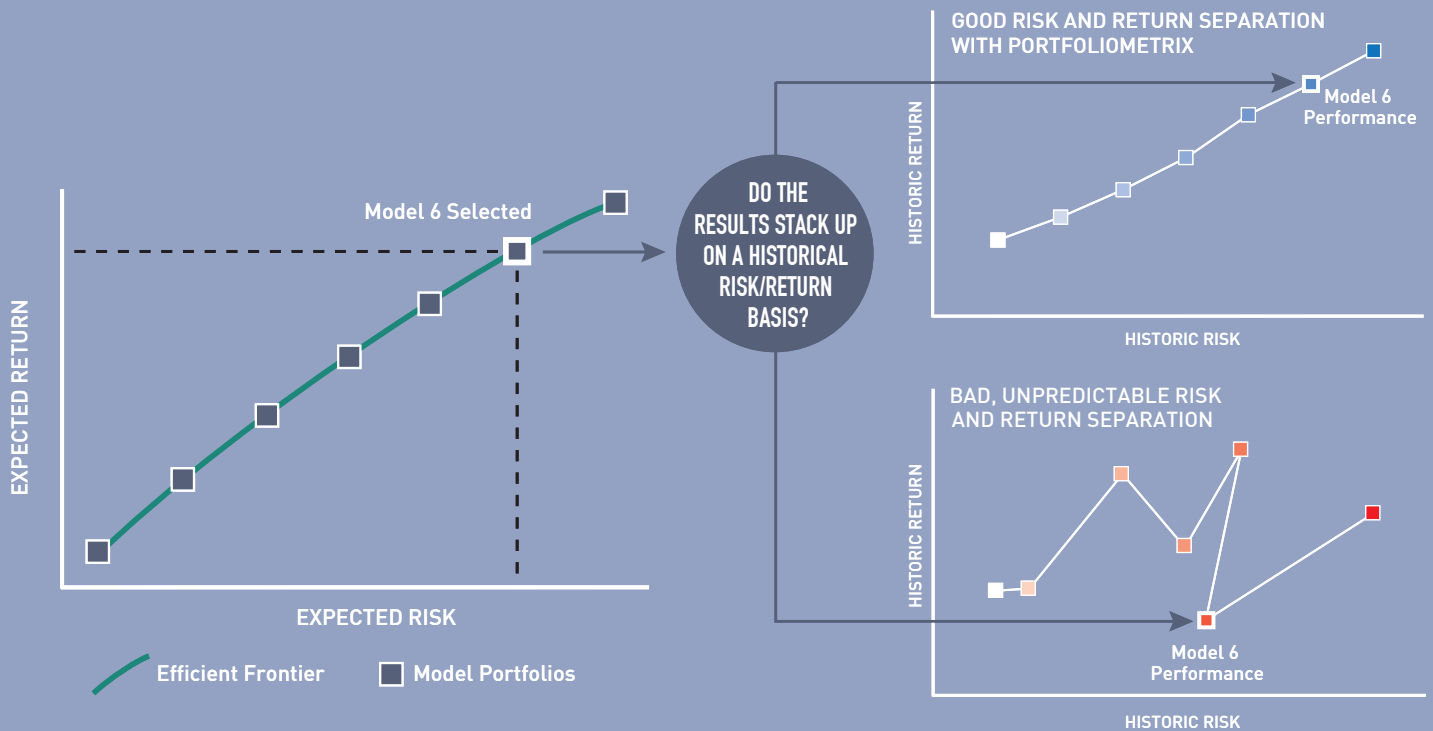 Model 6 Selected
EXPECTED RETURN
EXPECTED RISK
Efficient Frontier
Model Portfolios
DO THE
RESULTS STACK UP
ON A HISTORICAL
RISK/RETURN
BASIS?
GOOD RISK AND RETURN SEPARATION
WITH PORTFOLIOMETRIX
Model 6
Performance
HISTORIC RETURN
HISTORIC RISK
BAD, UNPREDICTABLE RISK
AND RETURN SEPARATION
HISTORIC RETURN
Model 6
Performance
HISTORIC RISK